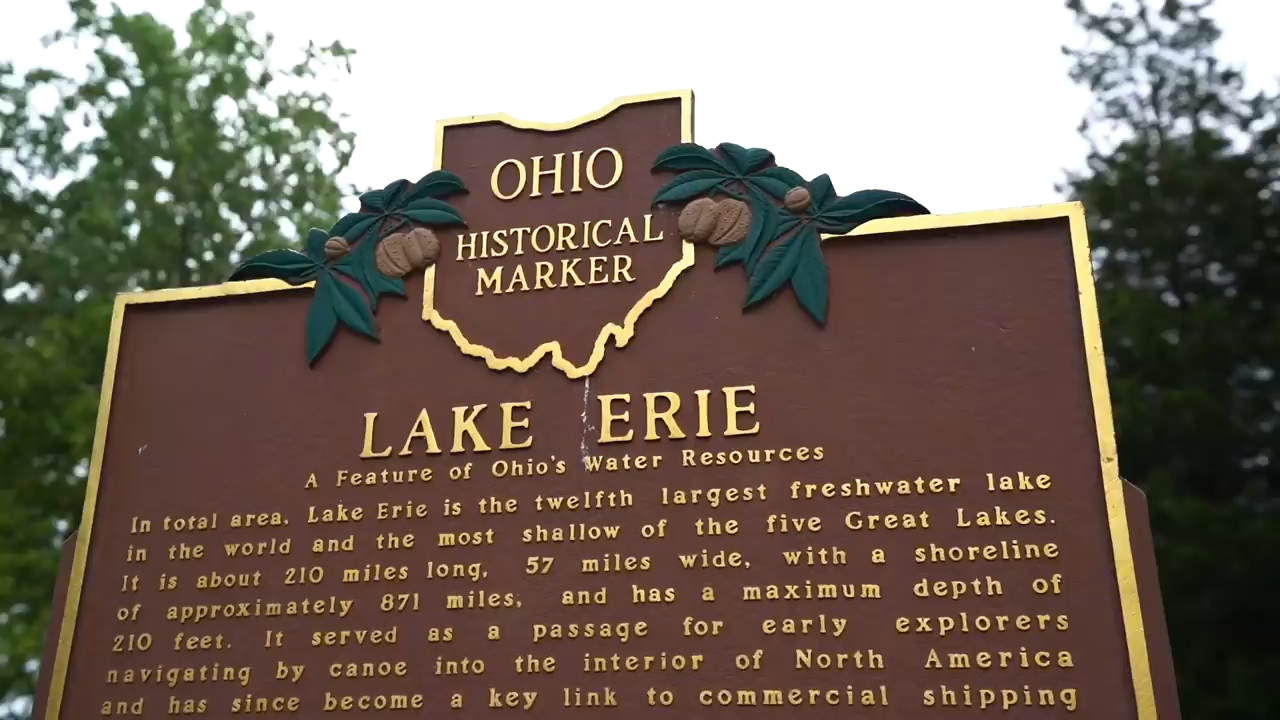 OHIO
HISTORICAL
MARKER
LAKE ERIE
A Feature of Ohio's Water Resources
In total area, Lake Erie is the twelfth largest freshwater lake
in the world and the most shallow of the five Great Lakes.
It is about 210 miles long, 57 miles wide, with a shoreline
of approximately 871 miles, and has a maximum depth of
210 feet. It served as a passage for early explorers
navigating by canoe into the interior of North America
and has since become a key link to commercial shipping